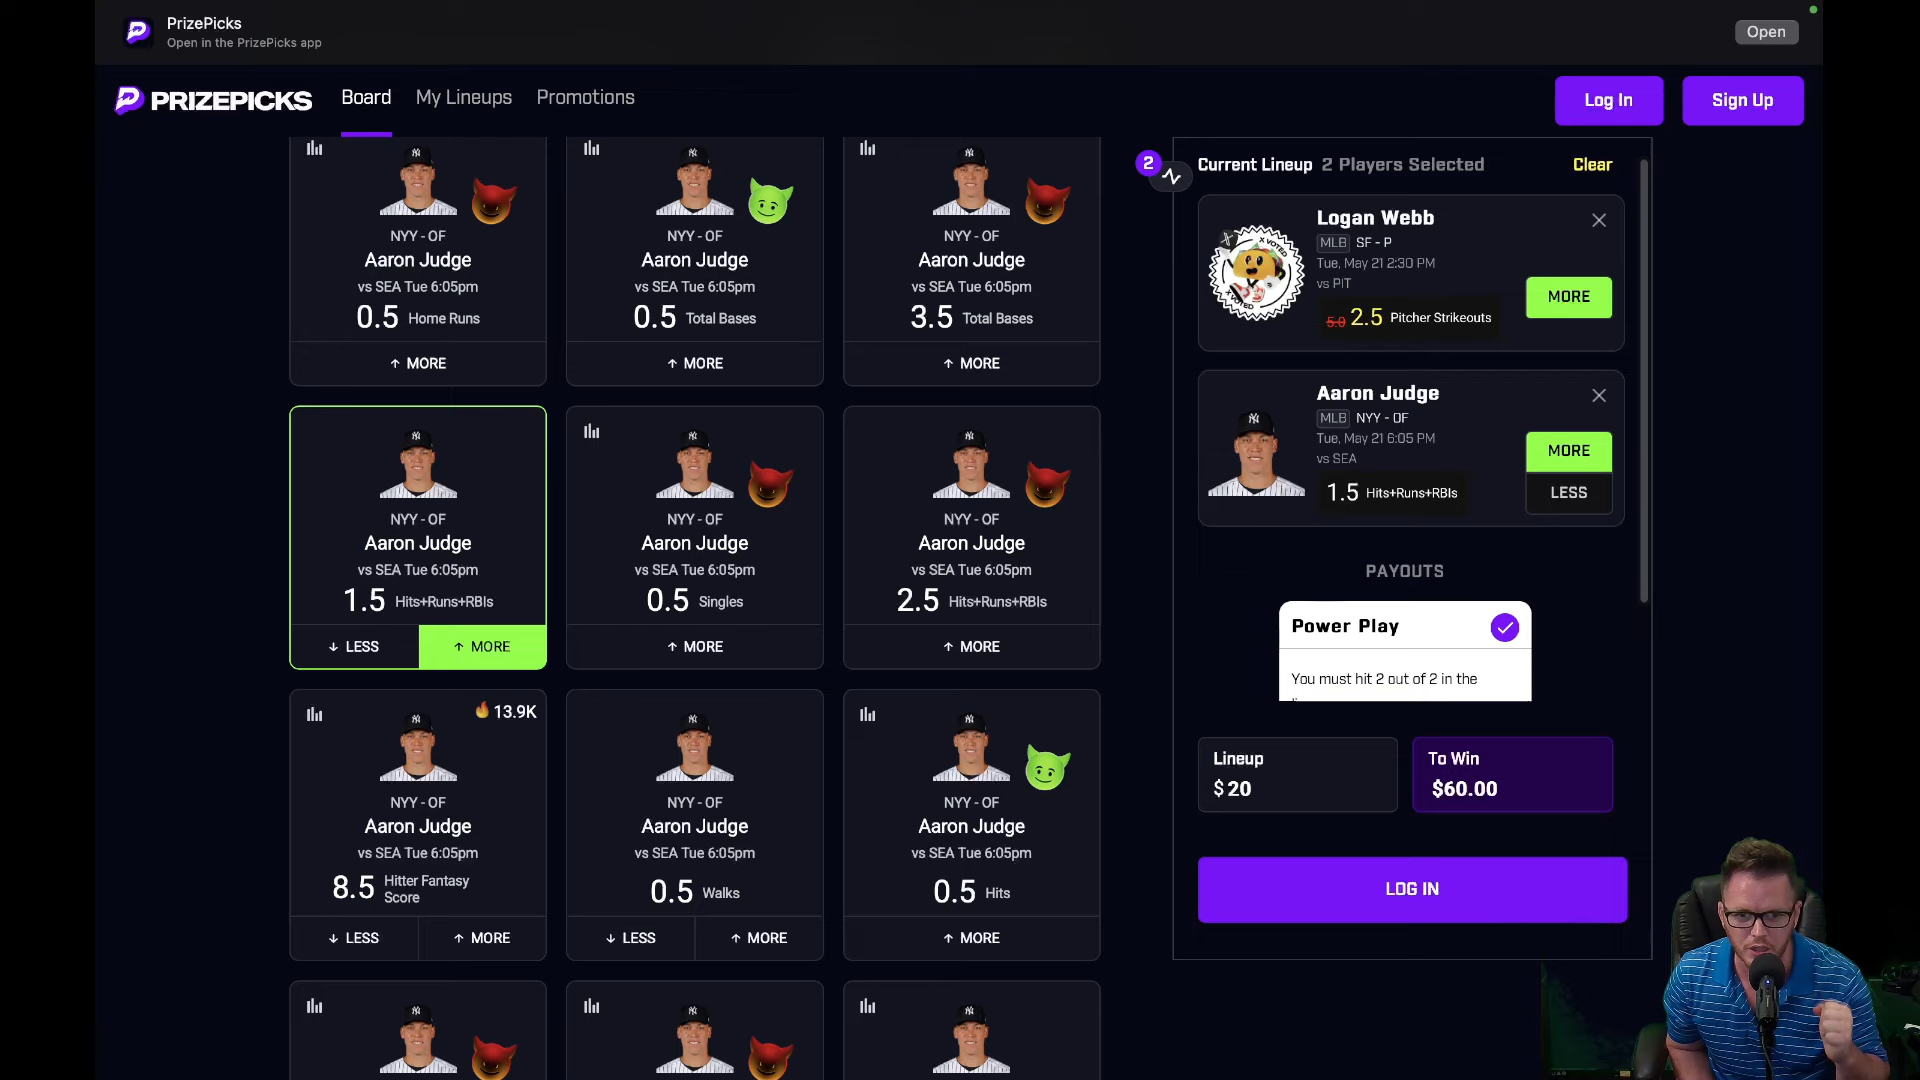 PrizePicks
Open in the PrizePicks app
Open
PRIZEPICKS
Board
My Lineups
Promotions
Log In
Sign Up
NYY - OF
Aaron Judge
vs SEA Tue 6:05pm
0.5 Home Runs
↑ MORE
NYY - OF
Aaron Judge
vs SEA Tue 6:05pm
0.5 Total Bases
↑ MORE
NYY - OF
Aaron Judge
vs SEA Tue 6:05pm
3.5 Total Bases
↑ MORE
NYY - OF
Aaron Judge
vs SEA Tue 6:05pm
1.5 Hits+Runs+RBIs
↓ LESS
↑ MORE
NYY - OF
Aaron Judge
vs SEA Tue 6:05pm
0.5 Singles
↑ MORE
NYY - OF
Aaron Judge
vs SEA Tue 6:05pm
2.5 Hits+Runs+RBIs
↑ MORE
13.9K
NYY - OF
Aaron Judge
vs SEA Tue 6:05pm
8.5 Hitter Fantasy
Score
↓ LESS
↑ MORE
NYY - OF
Aaron Judge
vs SEA Tue 6:05pm
0.5 Walks
↓ LESS
↑ MORE
NYY - OF
Aaron Judge
vs SEA Tue 6:05pm
0.5 Hits
↑ MORE
2
Current Lineup 2 Players Selected
Clear
X VOTED
X VOTED
Logan Webb
MLB SF - P
Tue, May 21 2:30 PM
vs PIT
5.0 2.5 Pitcher Strikeouts
MORE
Aaron Judge
MLB NYY - OF
Tue, May 21 6:05 PM
vs SEA
1.5 Hits+Runs+RBIs
MORE
LESS
PAYOUTS
Power Play
You must hit 2 out of 2 in the
Lineup
$ 20
To Win
$60.00
LOG IN